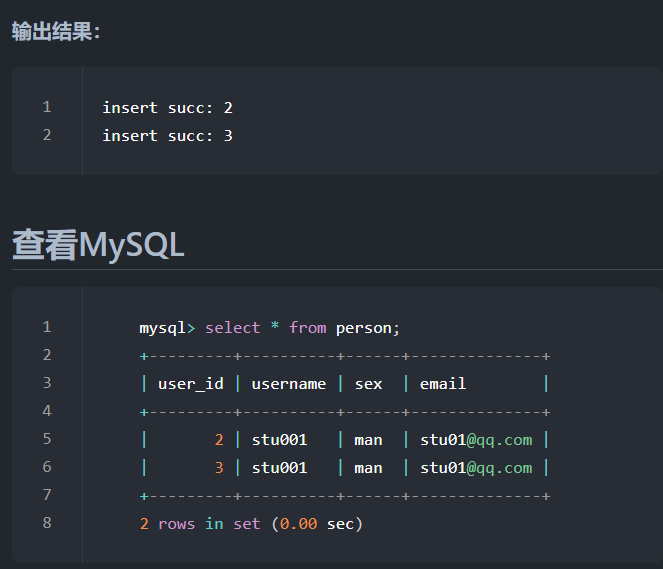 输出结果：
1 insert succ: 2
2 insert succ: 3
查看MySQL
1 mysql> select * from person;
2 +---------+----------+------+--------------+
3 | user_id | username | sex  | email        |
4 +---------+----------+------+--------------+
5 |       2 | stu001   | man  | stu01@qq.com |
6 |       3 | stu001   | man  | stu01@qq.com |
7 +---------+----------+------+--------------+
8 2 rows in set (0.00 sec)